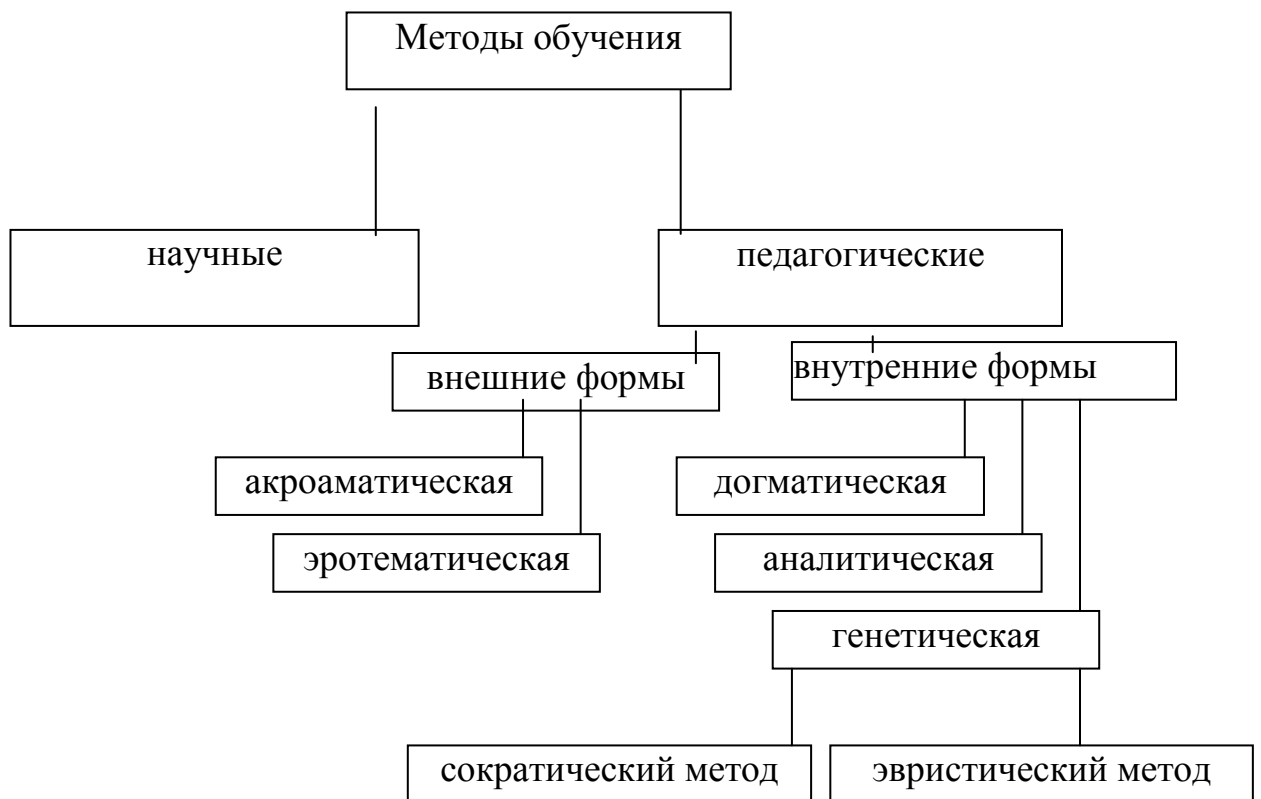 Методы обучения
научные
педагогические
внешние формы
внутренние формы
акроаматическая
догматическая
эротематическая
аналитическая
генетическая
сократический метод
эвристический метод